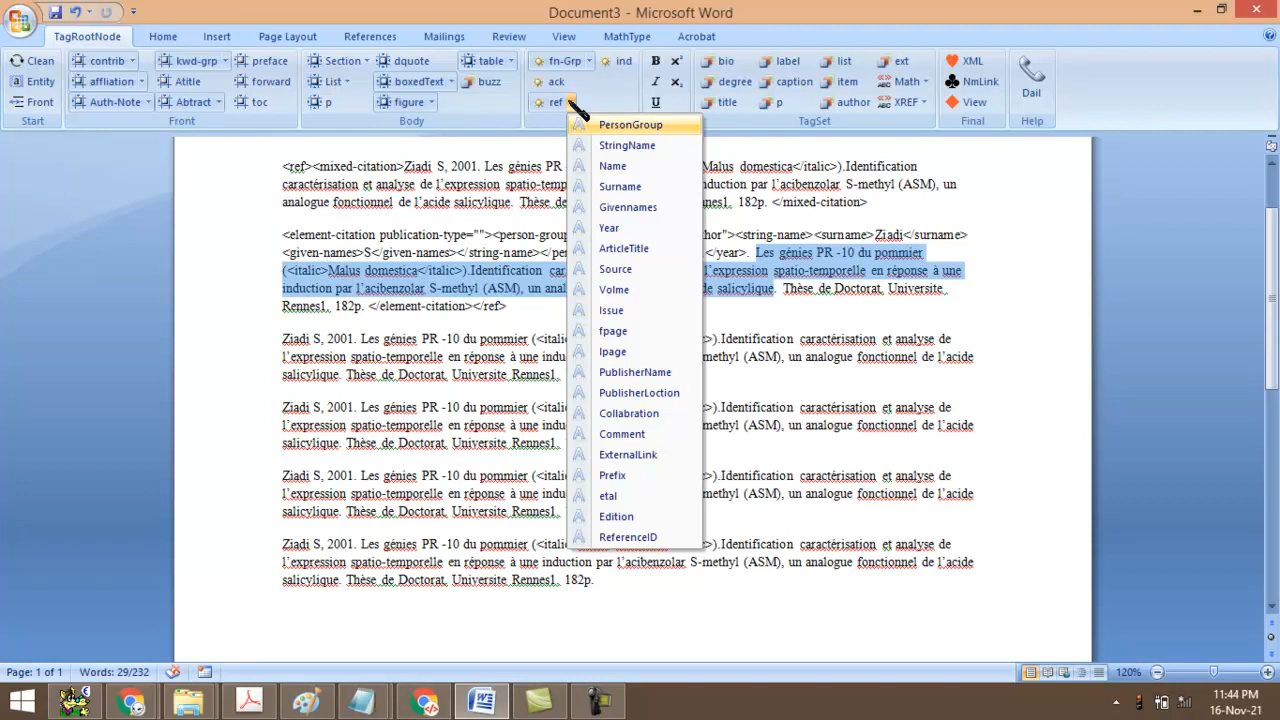 Document3 - Microsoft Word
TagRootNode Home Insert Page Layout References Mailings Review View MathType Acrobat
Clean contrib kwd-grp preface Section dquote table fn-Grp ind B bio label list ext XML
Entity affliation Atitle forward List boxedText buzz ack I degree caption item Math NmLink
Front Auth-Note Abtract toc p figure ref U title p author XREF View Dail
Start Front Body TagSet Final Help
PersonGroup
StringName
Name
Surname
Givennames
Year
ArticleTitle
Source
Volme
Issue
fpage
lpage
PublisherName
PublisherLoction
Collabration
Comment
ExternalLink
Prefix
etal
Edition
ReferenceID
<ref><mixed-citation>Ziadi S, 2001. Les génies PR Malus domestica</italic>).Identification
caractérisation et analyse de l’expression spatio-temp induction par l’acibenzolar S-methyl (ASM), un
analogue fonctionnel de l’acide salicylique. Thèse de Doctorat, Universite Rennes1, 182p. </mixed-citation>
<element-citation publication-type=""><person-group hor"><string-name><surname>Ziadi</surname>
<given-names>S</given-names></string-name></person </year>. Les génies PR -10 du pommier
(<italic>Malus domestica</italic>).Identification car l’expression spatio-temporelle en réponse à une
induction par l’acibenzolar S-methyl (ASM), un anal de salicylique. Thèse de Doctorat, Universite
Rennes1, 182p. </element-citation></ref>
Ziadi S, 2001. Les génies PR -10 du pommier (<italic >).Identification caractérisation et analyse de
l’expression spatio-temporelle en réponse à une indu methyl (ASM), un analogue fonctionnel de l’acide
salicylique. Thèse de Doctorat, Universite Rennes1,
Ziadi S, 2001. Les génies PR -10 du pommier (<italic >).Identification caractérisation et analyse de
l’expression spatio-temporelle en réponse à une indu methyl (ASM), un analogue fonctionnel de l’acide
salicylique. Thèse de Doctorat, Universite Rennes1,
Ziadi S, 2001. Les génies PR -10 du pommier (<italic >).Identification caractérisation et analyse de
l’expression spatio-temporelle en réponse à une indu methyl (ASM), un analogue fonctionnel de l’acide
salicylique. Thèse de Doctorat, Universite Rennes1,
Ziadi S, 2001. Les génies PR -10 du pommier (<italic >).Identification caractérisation et analyse de
l’expression spatio-temporelle en réponse à une induction par l’acibenzolar S-methyl (ASM), un analogue fonctionnel de l’acide
salicylique. Thèse de Doctorat, Universite Rennes1, 182p.
Page: 1 of 1 Words: 29/232 120%
11:44 PM
16-Nov-21